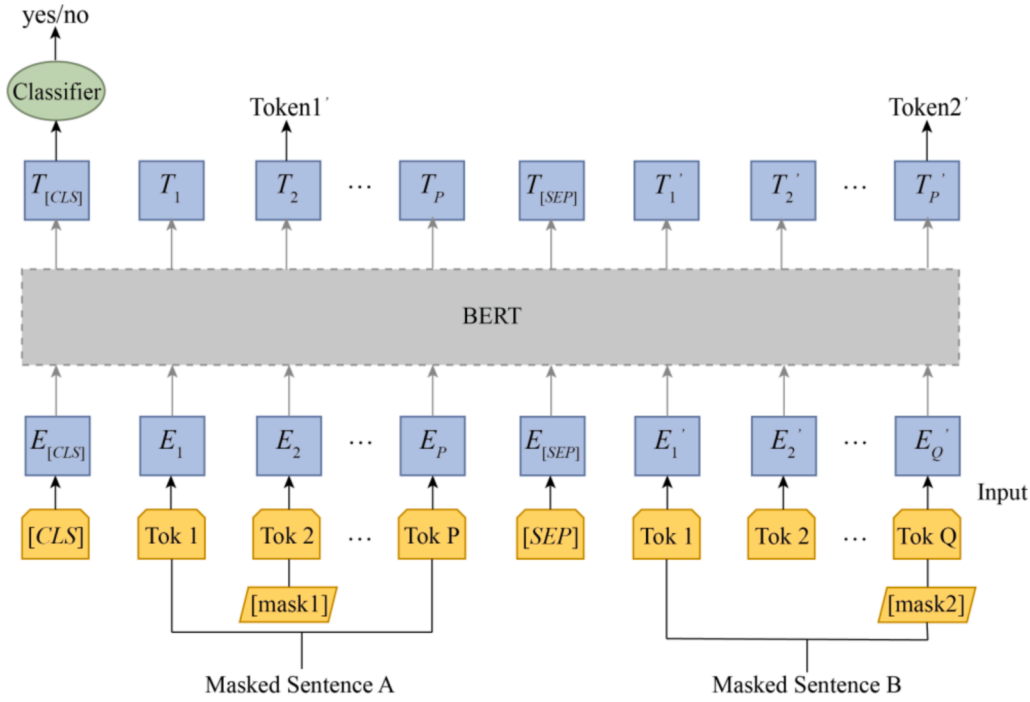 yes/no
Classifier
Token1′ Token2′
T[CLS] T1 T2 … TP T[SEP] T1′ T2′ … TP′
BERT
E[CLS] E1 E2 … EP E[SEP] E1′ E2′ … EQ′
Input
[CLS] Tok 1 Tok 2 … Tok P [SEP] Tok 1 Tok 2 … Tok Q
[mask1] [mask2]
Masked Sentence A Masked Sentence B